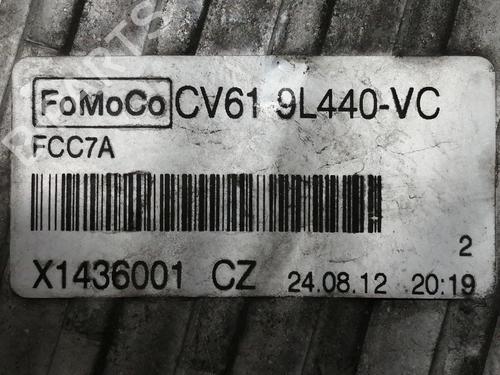 FoMoCo CV61 9L440-VC
FCC7A
2
X1436001 CZ 24.08.12 20:19